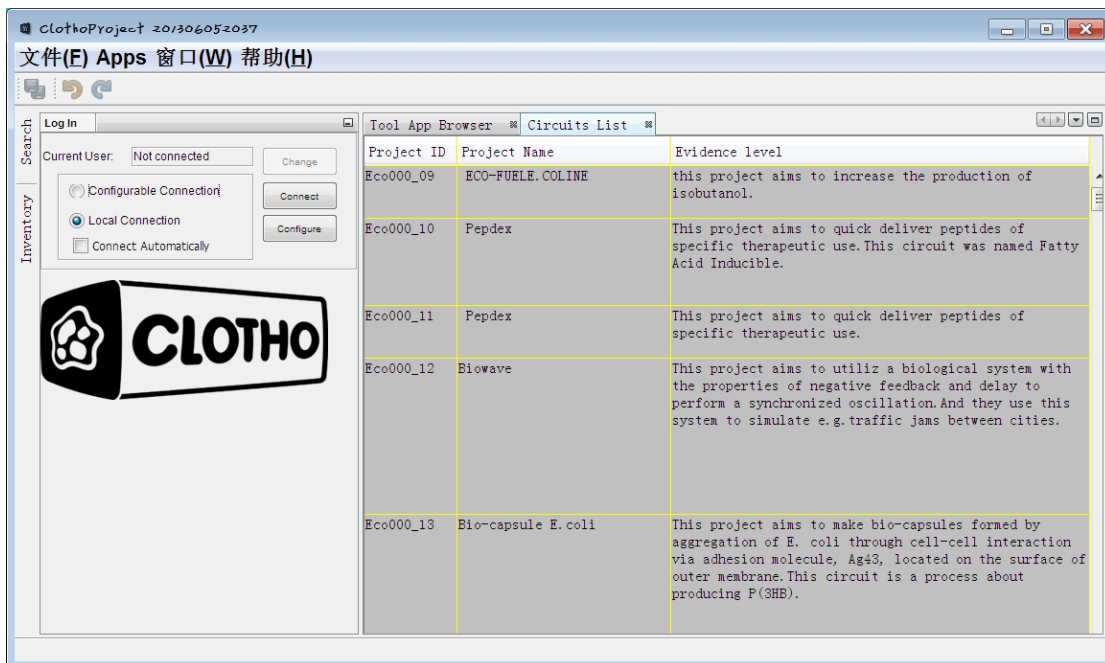 ClothoProject 201306052037
文件(F) Apps 窗口(W) 帮助(H)
Search
Inventory
Log In
Current User: Not connected
Change
Configurable Connection
Connect
Local Connection
Configure
Connect Automatically
CLOTHO
Tool App Browser Circuits List
Project ID Project Name Evidence level
Eco000_09 ECO-FUELE.COLINE this project aims to increase the production of
isobutanol.
Eco000_10 Pepdex This project aims to quick deliver peptides of
specific therapeutic use.This circuit was named Fatty
Acid Inducible.
Eco000_11 Pepdex This project aims to quick deliver peptides of
specific therapeutic use.
Eco000_12 Biowave This project aims to utiliz a biological system with
the properties of negative feedback and delay to
perform a synchronized oscillation.And they use this
system to simulate e.g.traffic jams between cities.
Eco000_13 Bio-capsule E.coli This project aims to make bio-capsules formed by
aggregation of E. coli through cell-cell interaction
via adhesion molecule, Ag43, located on the surface of
outer membrane.This circuit is a process about
producing P(3HB).